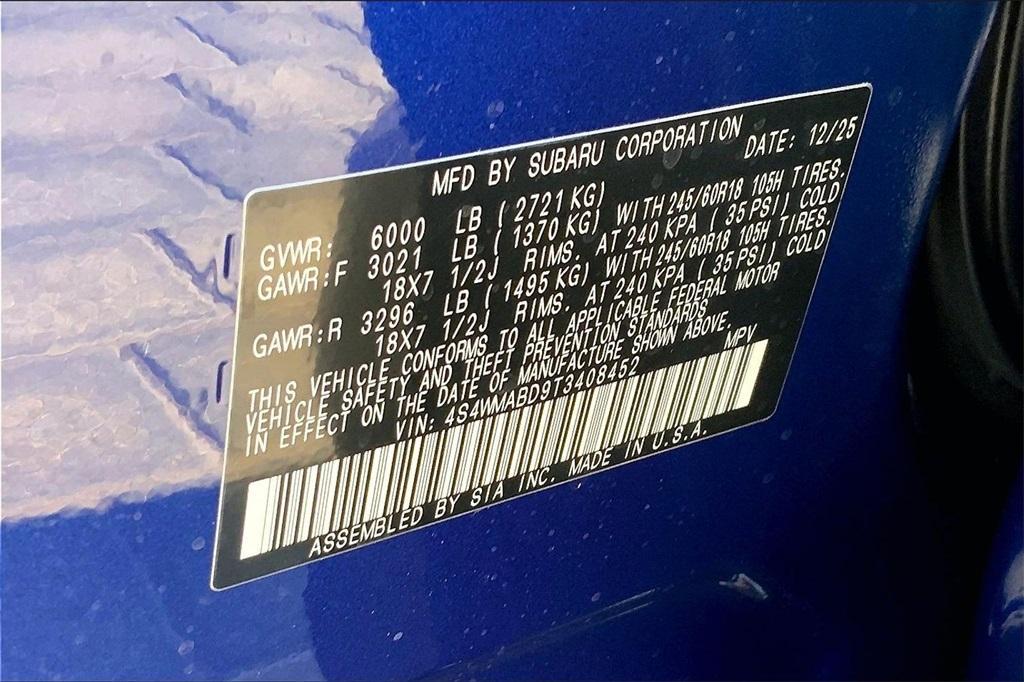 MFD BY SUBARU CORPORATION
DATE: 12/25
GVWR: 6000 LB ( 2721 KG)
GAWR:F 3021 LB ( 1370 KG) WITH 245/60R18 105H TIRES.
18X7 1/2J RIMS. AT 240 KPA ( 35 PSI) COLD
GAWR:R 3296 LB ( 1495 KG) WITH 245/60R18 105H TIRES.
18X7 1/2J RIMS. AT 240 KPA ( 35 PSI) COLD.
THIS VEHICLE CONFORMS TO ALL APPLICABLE FEDERAL MOTOR
VEHICLE SAFETY AND THEFT PREVENTION STANDARDS
IN EFFECT ON THE DATE OF MANUFACTURE SHOWN ABOVE.
VIN: 4S4WMABD9T3408452 MPV
ASSEMBLED BY SIA INC. MADE IN U.S.A.